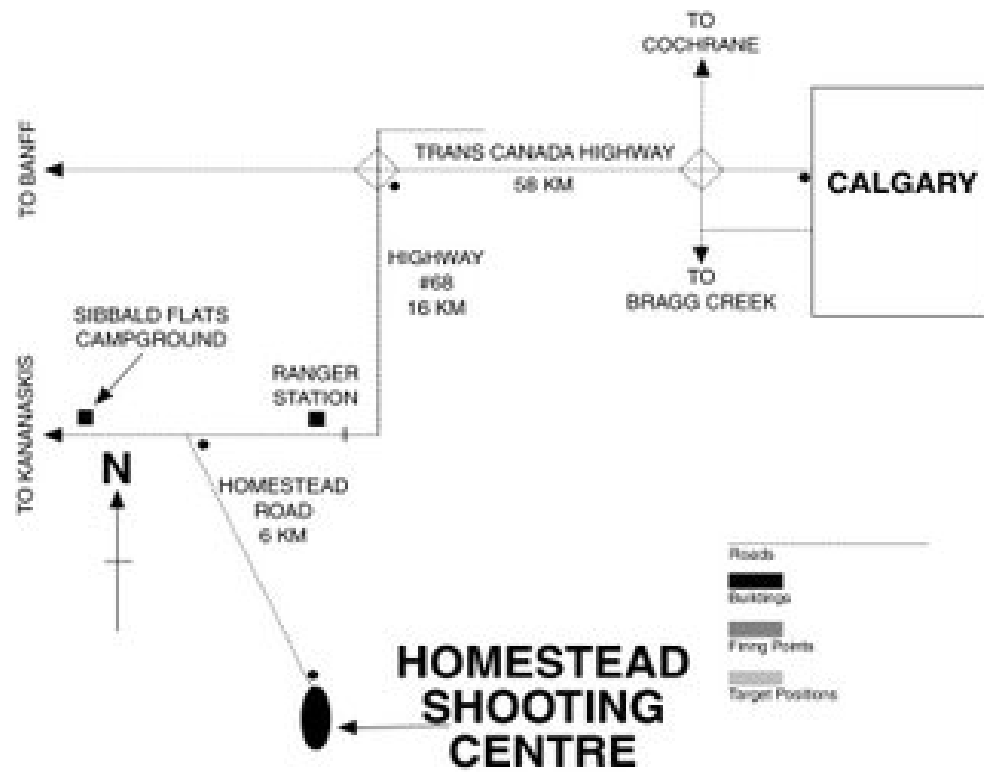 TO
COCHRANE
TO BANFF
TRANS CANADA HIGHWAY
58 KM
CALGARY
HIGHWAY
#68
16 KM
TO
BRAGG CREEK
SIBBALD FLATS
CAMPGROUND
RANGER
STATION
TO KANANASKIS
N
HOMESTEAD
ROAD
6 KM
Roads
Buildings
Firing Points
Target Positions
HOMESTEAD
SHOOTING
CENTRE